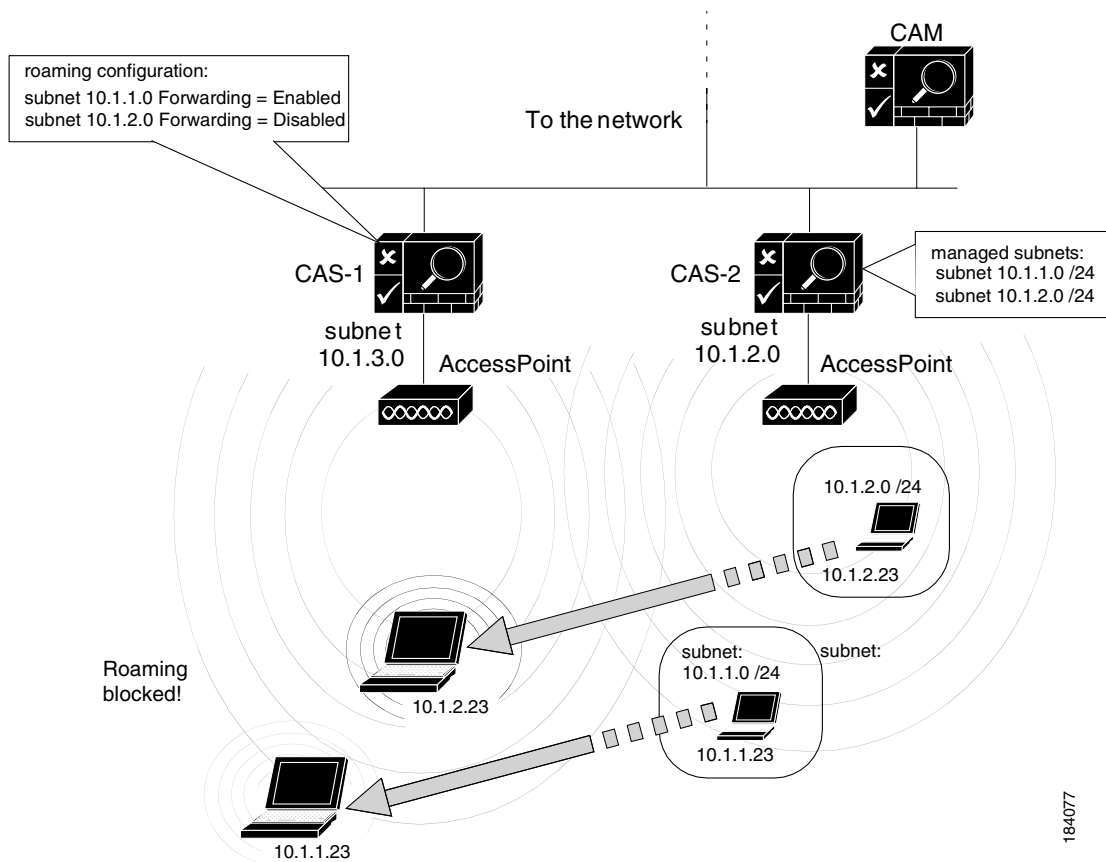 CAM
roaming configuration:
subnet 10.1.1.0 Forwarding = Enabled
subnet 10.1.2.0 Forwarding = Disabled
To the network
CAS-1
CAS-2
managed subnets:
subnet 10.1.1.0 /24
subnet 10.1.2.0 /24
subnet
10.1.3.0
subnet
10.1.2.0
AccessPoint
AccessPoint
10.1.2.0 /24
10.1.2.23
subnet:
10.1.1.0 /24
subnet:
Roaming
blocked!
10.1.2.23
10.1.1.23
10.1.1.23
184077